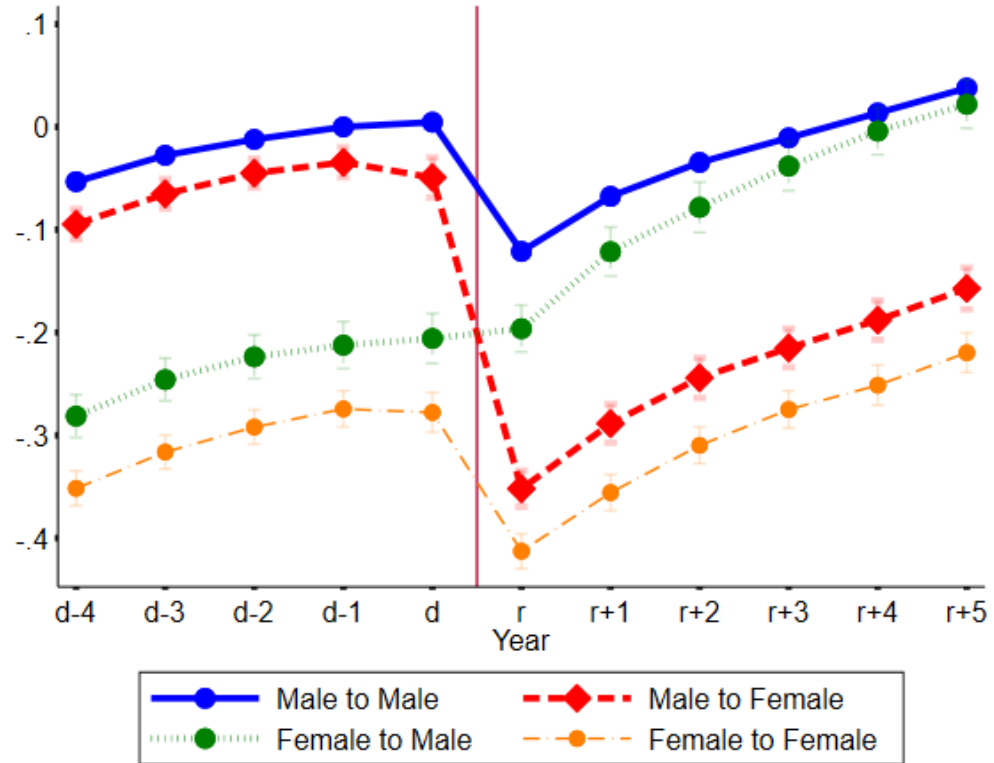 .1
0
-.1
-.2
-.3
-.4
d-4 d-3 d-2 d-1 d r r+1 r+2 r+3 r+4 r+5
Year
Male to Male Male to Female
Female to Male Female to Female